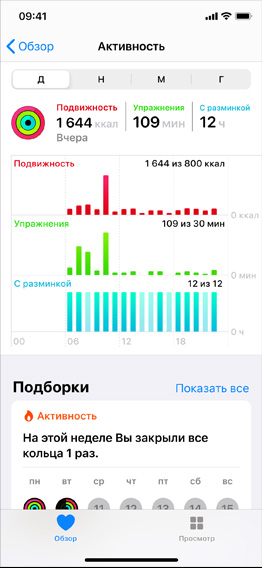 09:41
Обзор
Активность
Д Н М Г
Подвижность Упражнения С разминкой
1 644 ккал 109 мин 12 ч
Вчера
Подвижность 1 644 из 800 ккал
0 ккал
Упражнения 109 из 30 мин
0 мин
С разминкой 12 из 12
0 ч
00 06 12 18
Подборки Показать все
Активность
На этой неделе Вы закрыли все
кольца 1 раз.
пн вт ср чт пт сб вс
11 12 13 14 15
Обзор Просмотр